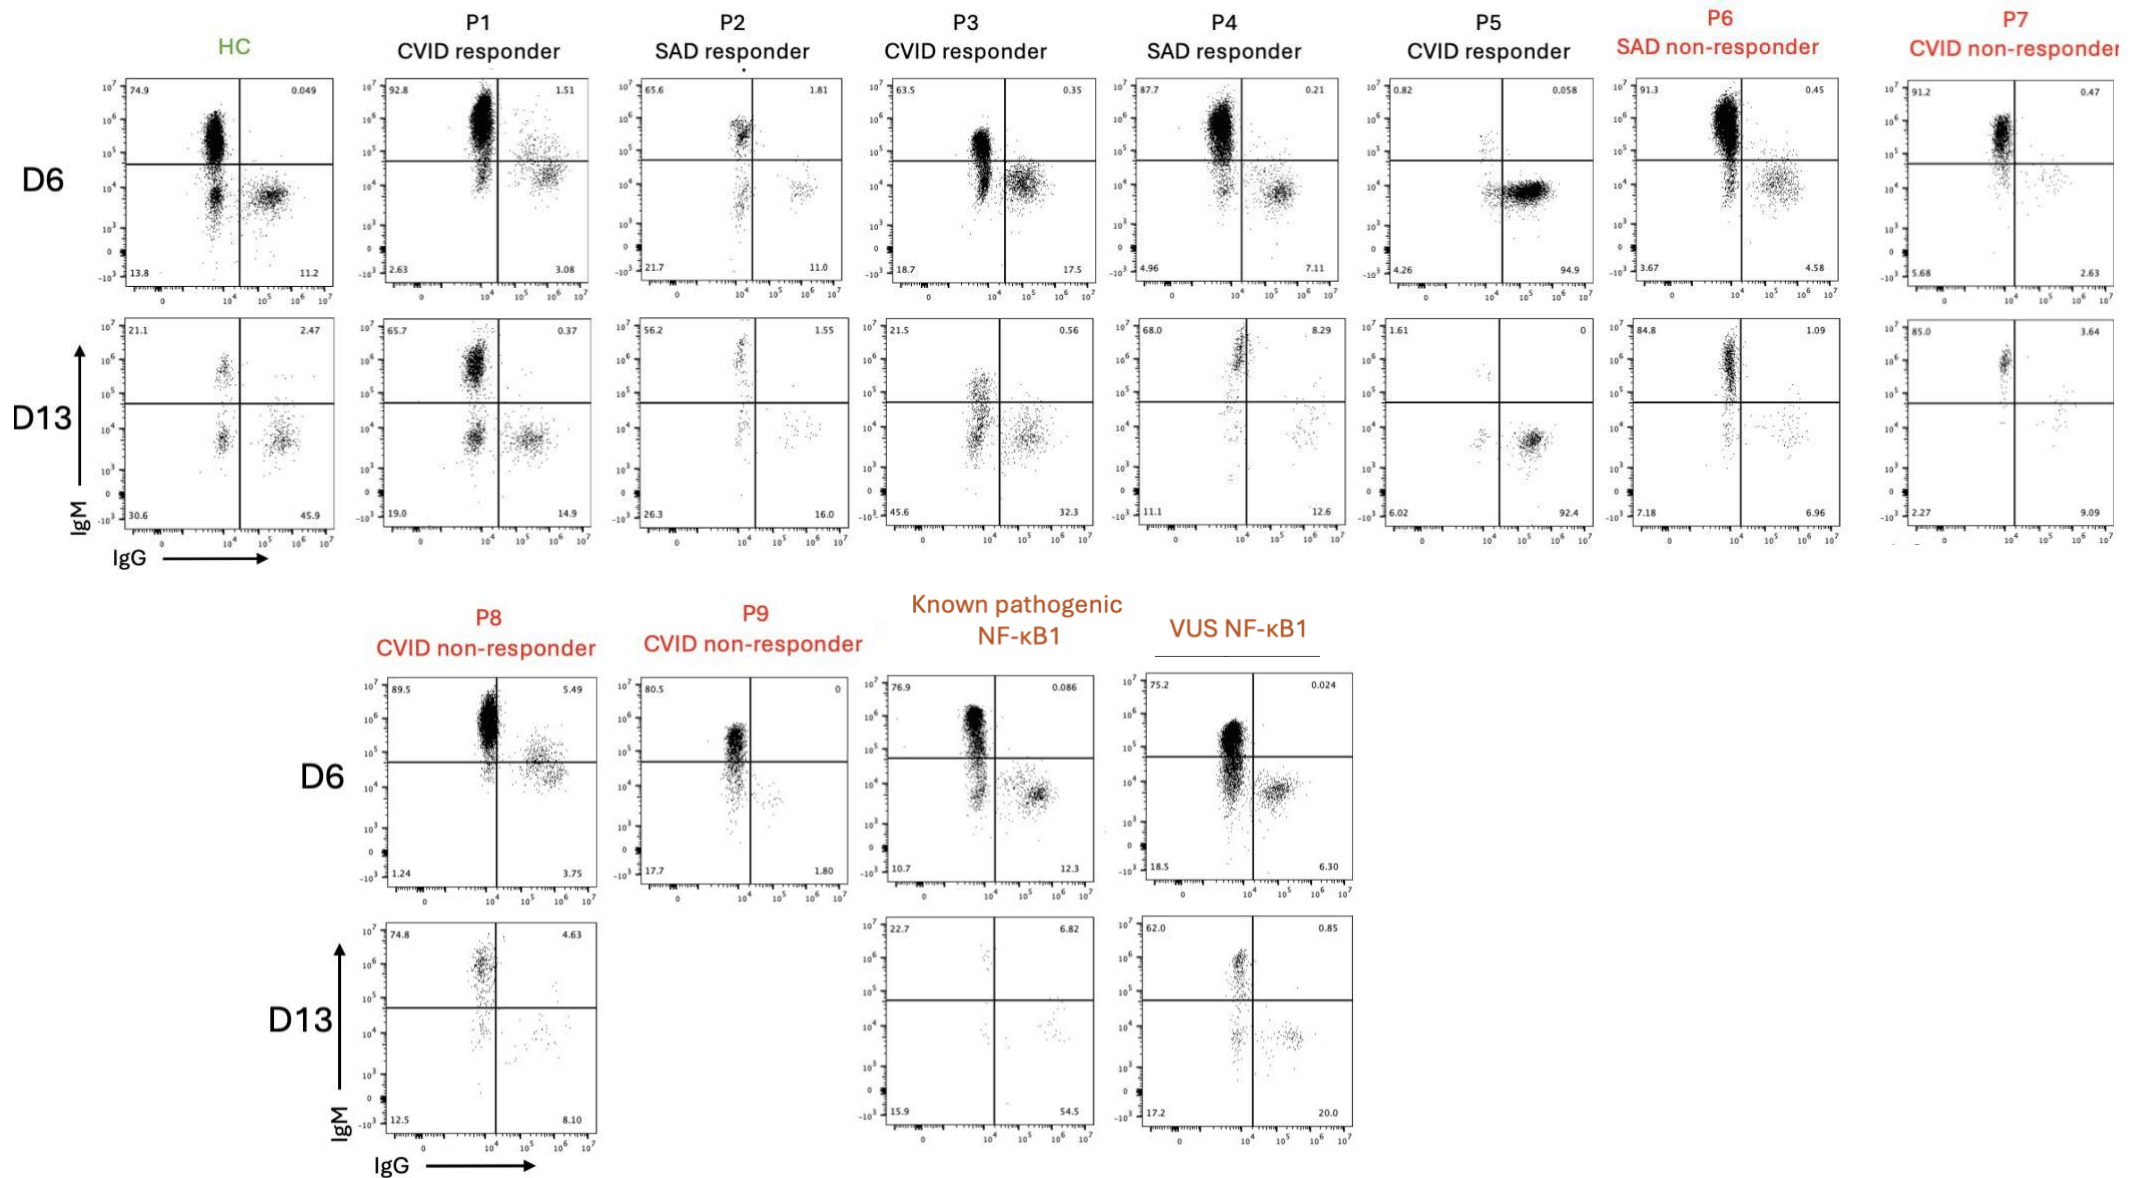 HC
P1
CVID responder
P2
SAD responder
P3
CVID responder
P4
SAD responder
P5
CVID responder
P6
SAD non-responder
P7
CVID non-responder
D6
74.9 0.049
13.8 11.2
92.8 1.51
2.63 3.08
65.6 1.81
21.7 11.0
63.5 0.35
18.7 17.5
87.7 0.21
4.96 7.11
0.82 0.058
4.26 94.9
91.3 0.45
3.67 4.58
91.2 0.47
5.68 2.63
D13
21.1 2.47
30.6 45.9
65.7 0.37
19.0 14.9
56.2 1.55
26.3 16.0
21.5 0.56
45.6 32.3
68.0 8.29
11.1 12.6
1.61 0
6.02 92.4
84.8 1.09
7.18 6.96
85.0 3.64
2.27 9.09
IgM
IgG
P8
CVID non-responder
P9
CVID non-responder
Known pathogenic
NF-κB1
VUS NF-κB1
D6
89.5 5.49
1.24 3.75
80.5 0
17.7 1.80
76.9 0.086
10.7 12.3
75.2 0.024
18.5 6.30
D13
74.8 4.63
12.5 8.10
22.7 6.82
15.9 54.5
62.0 0.85
17.2 20.0
IgM
IgG